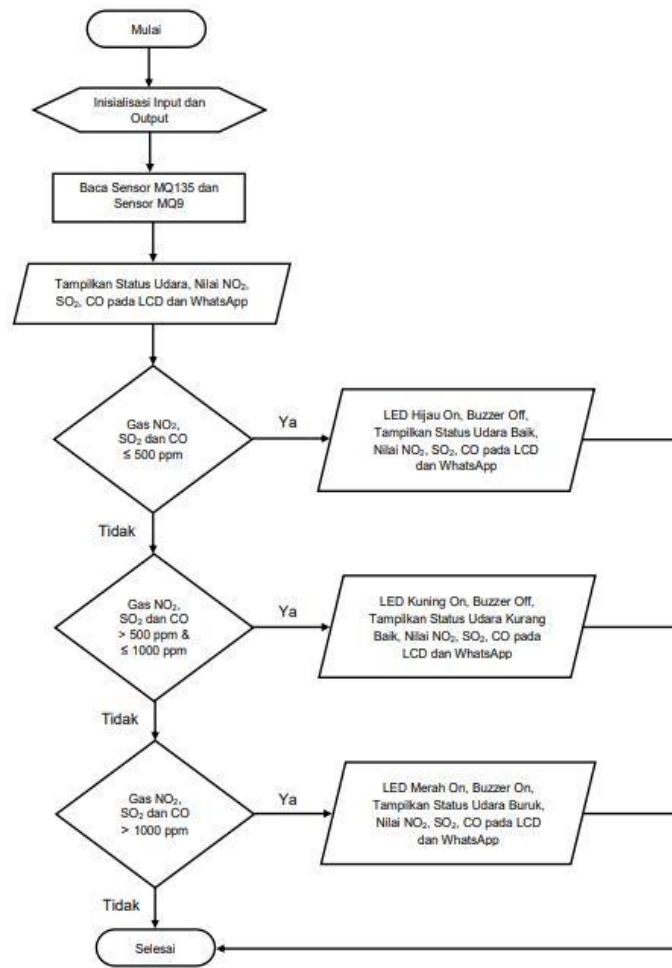 Mulai
Inisialisasi Input dan
Output
Baca Sensor MQ135 dan
Sensor MQ9
Tampilkan Status Udara, Nilai NO₂,
SO₂, CO pada LCD dan WhatsApp
Gas NO₂,
SO₂ dan CO
≤ 500 ppm
Ya
LED Hijau On, Buzzer Off,
Tampilkan Status Udara Baik,
Nilai NO₂, SO₂, CO pada LCD
dan WhatsApp
Tidak
Gas NO₂,
SO₂ dan CO
> 500 ppm &
≤ 1000 ppm
Ya
LED Kuning On, Buzzer Off,
Tampilkan Status Udara Kurang
Baik, Nilai NO₂, SO₂, CO pada
LCD dan WhatsApp
Tidak
Gas NO₂,
SO₂ dan CO
> 1000 ppm
Ya
LED Merah On, Buzzer On,
Tampilkan Status Udara Buruk,
Nilai NO₂, SO₂, CO pada LCD
dan WhatsApp
Tidak
Selesai